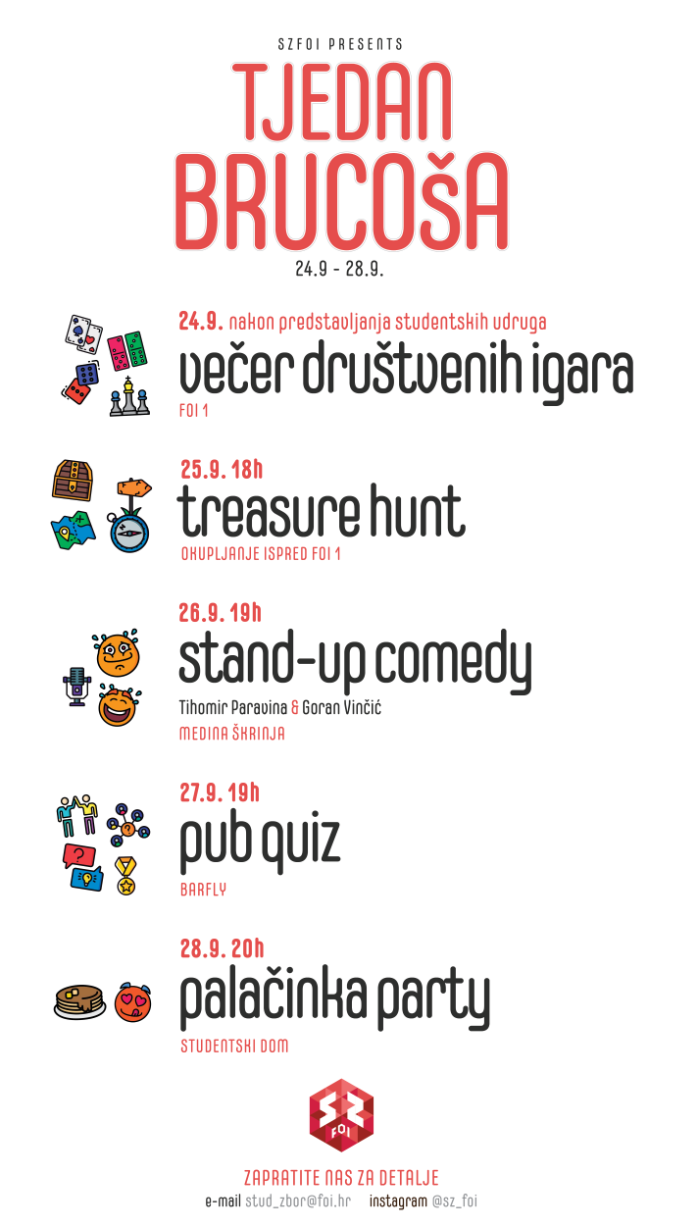 SZFOI PRESENTS
TJEDAN
BRUCOŠA
24.9 - 28.9.
24.9. nakon predstavljanja studentskih udruga
večer društvenih igara
FOI 1
25.9. 18h
treasure hunt
OKUPLJANJE ISPRED FOI 1
26.9. 19h
stand-up comedy
Tihomir Paravina & Goran Vinčić
MEDINA ŠKRINJA
27.9. 19h
pub quiz
BARFLY
28.9. 20h
palačinka party
STUDENTSKI DOM
SZ
FOI
ZAPRATITE NAS ZA DETALJE
e-mail stud_zbor@foi.hr instagram @sz_foi